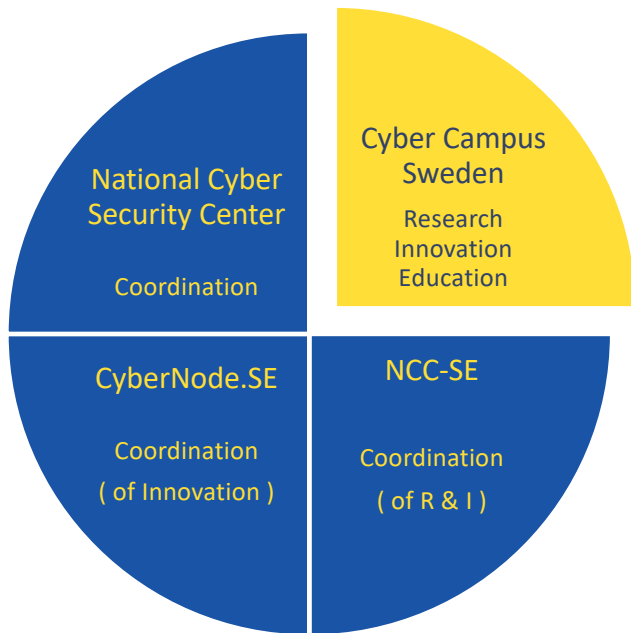 National Cyber
Security Center
Coordination
Cyber Campus
Sweden
Research
Innovation
Education
CyberNode.SE
Coordination
( of Innovation )
NCC-SE
Coordination
( of R & I )